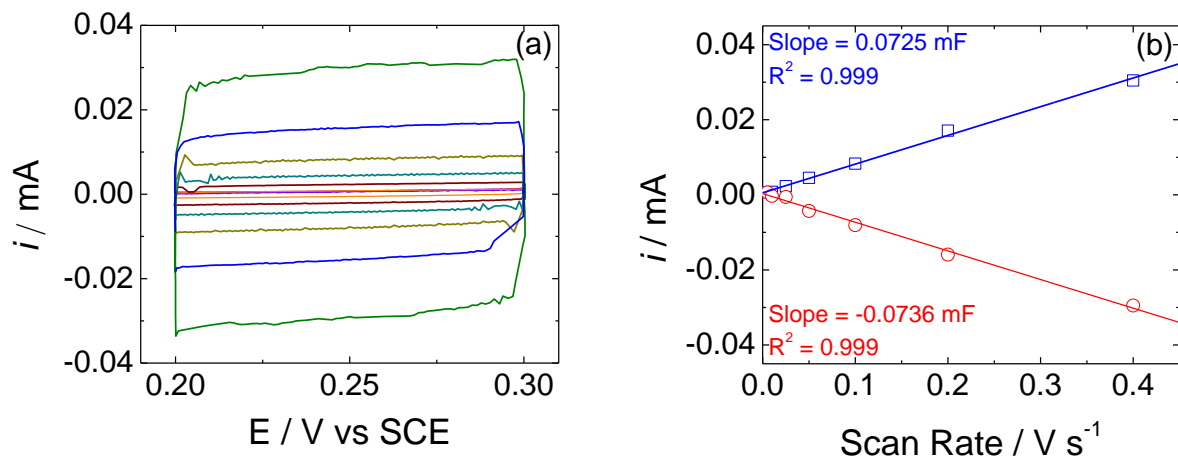 (a)
0.04
0.02
0.00
-0.02
-0.04
i / mA
0.20
0.25
0.30
E / V vs SCE
(b)
Slope = 0.0725 mF
R² = 0.999
0.04
0.02
0.00
-0.02
-0.04
i / mA
Slope = -0.0736 mF
R² = 0.999
0.0
0.1
0.2
0.3
0.4
Scan Rate / V s⁻¹